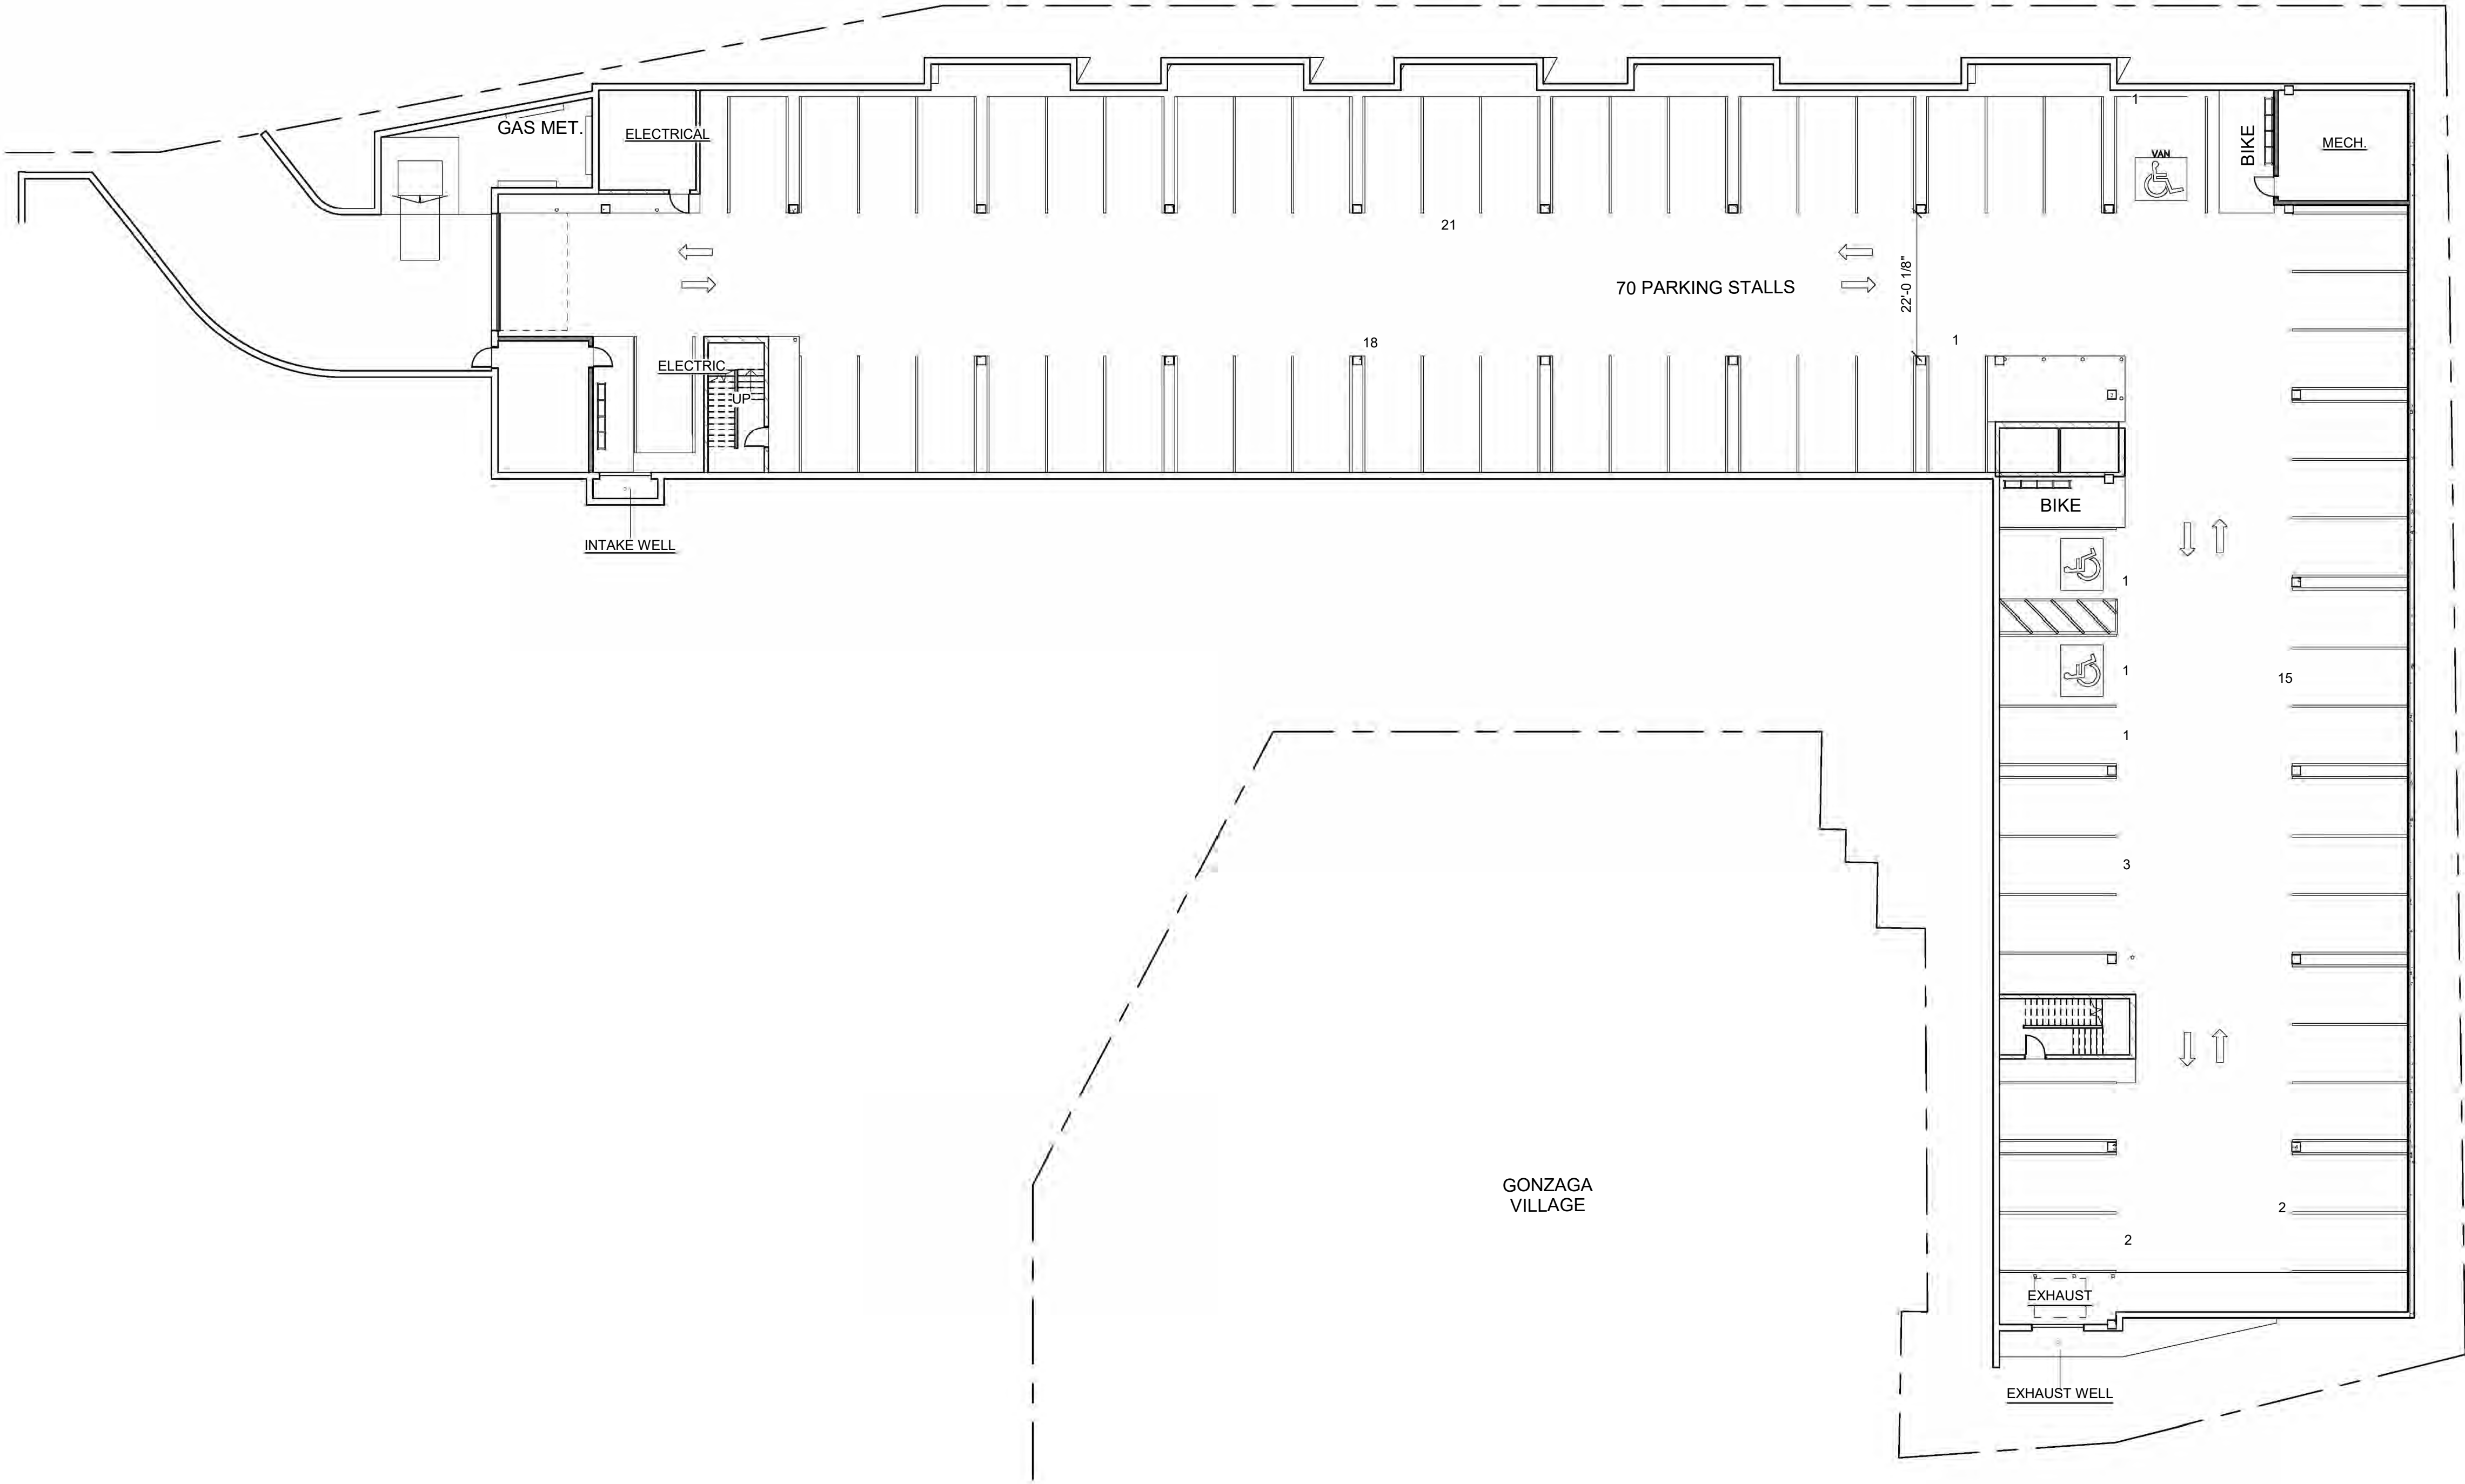 1
GAS MET.
ELECTRICAL
BIKE
MECH.
VAN
21
22'-0 1/8"
70 PARKING STALLS
18
1
ELECTRIC
UP
BIKE
INTAKE WELL
1
1
15
1
3
GONZAGA
VILLAGE
2
2
EXHAUST
EXHAUST WELL